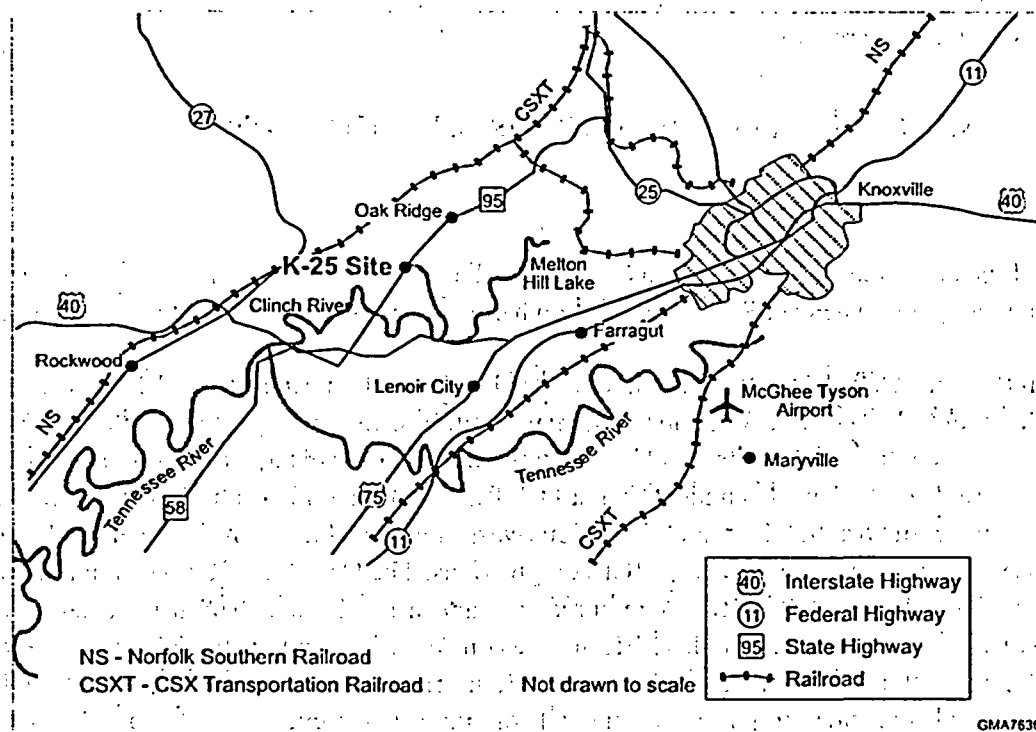 NS
11
CSXT
27
Knoxville
40
25
95
Oak Ridge
K-25 Site
Melton
Hill Lake
Clinch River
40
Farragut
Rockwood
Lenoir City
McGhee Tyson
Airport
NS
Tennessee River
Tennessee River
Maryville
75
58
11
CSXT
40 Interstate Highway
11 Federal Highway
95 State Highway
Railroad
NS - Norfolk Southern Railroad
CSXT - CSX Transportation Railroad
Not drawn to scale
GMA7636